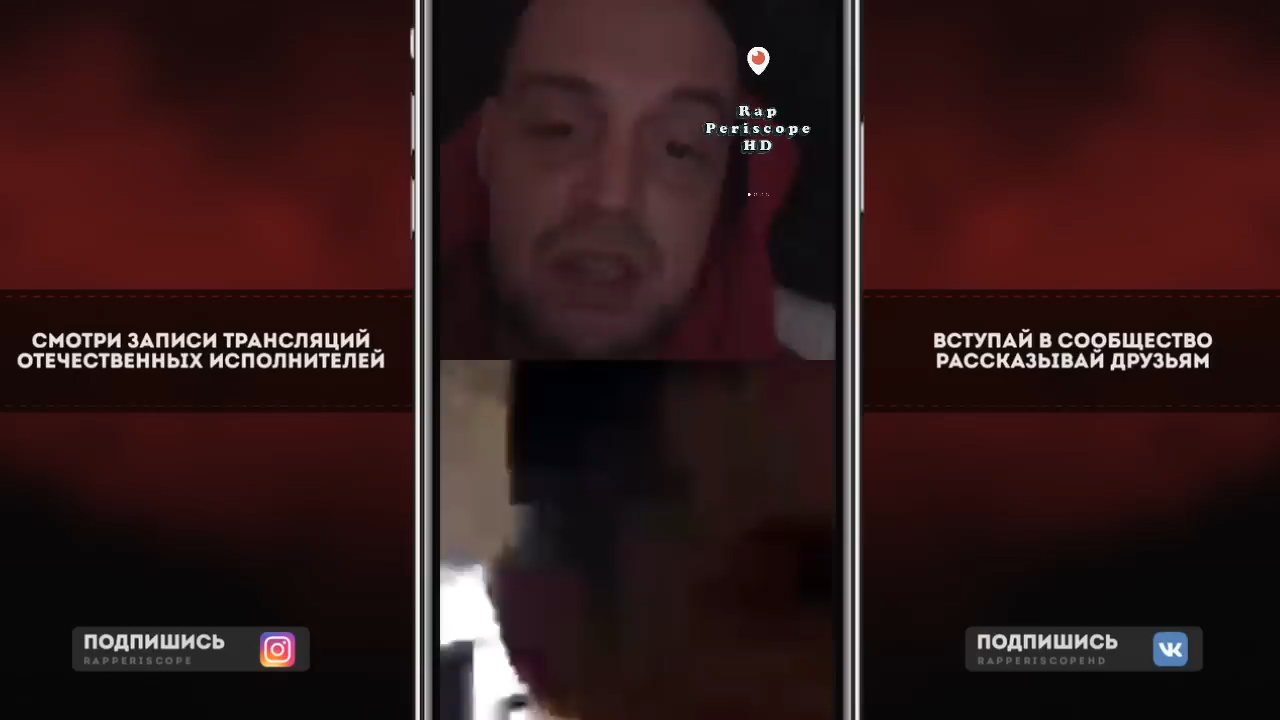 Rap
Periscope
HD
СМОТРИ ЗАПИСИ ТРАНСЛЯЦИЙ
ОТЕЧЕСТВЕННЫХ ИСПОЛНИТЕЛЕЙ
ВСТУПАЙ В СООБЩЕСТВО
РАССКАЗЫВАЙ ДРУЗЬЯМ
ПОДПИШИСЬ
RAPPERISCOPE
ПОДПИШИСЬ
RAPPERISCOPEHD